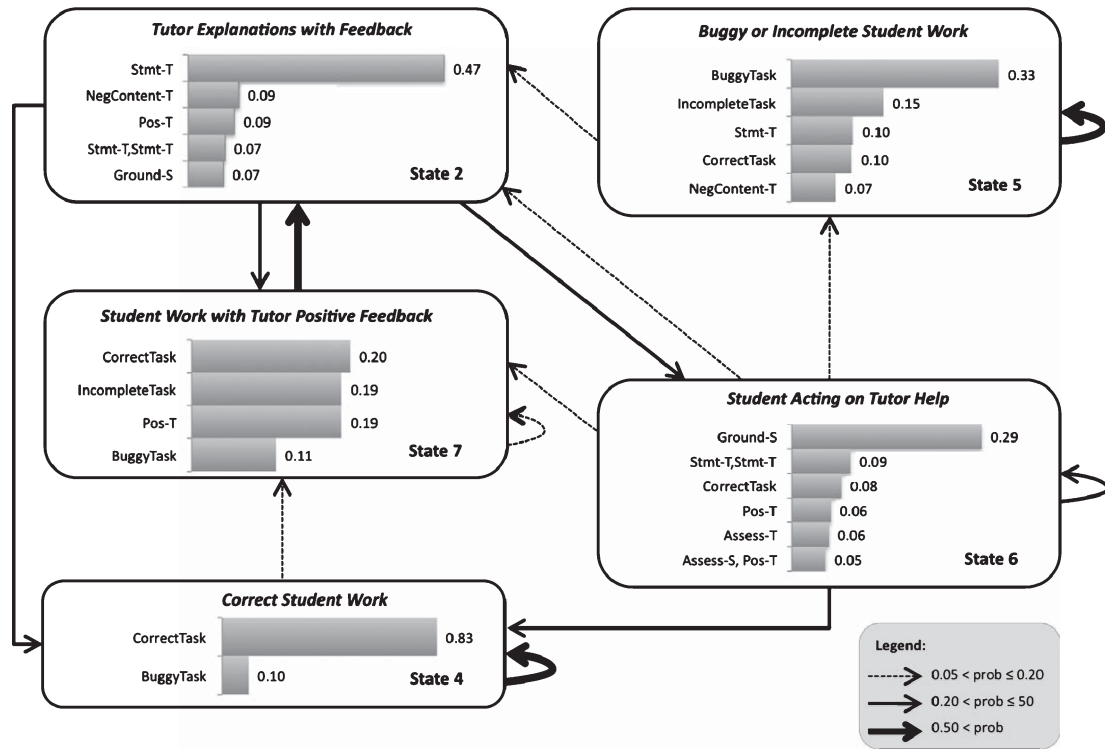 Tutor Explanations with Feedback
Stmt-T 0.47
NegContent-T 0.09
Pos-T 0.09
Stmt-T,Stmt-T 0.07
Ground-S 0.07
State 2
Buggy or Incomplete Student Work
BuggyTask 0.33
IncompleteTask 0.15
Stmt-T 0.10
CorrectTask 0.10
NegContent-T 0.07
State 5
Student Work with Tutor Positive Feedback
CorrectTask 0.20
IncompleteTask 0.19
Pos-T 0.19
BuggyTask 0.11
State 7
Student Acting on Tutor Help
Ground-S 0.29
Stmt-T,Stmt-T 0.09
CorrectTask 0.08
Pos-T 0.06
Assess-T 0.06
Assess-S, Pos-T 0.05
State 6
Correct Student Work
CorrectTask 0.83
BuggyTask 0.10
State 4
Legend:
0.05 < prob ≤ 0.20
0.20 < prob ≤ 50
0.50 < prob